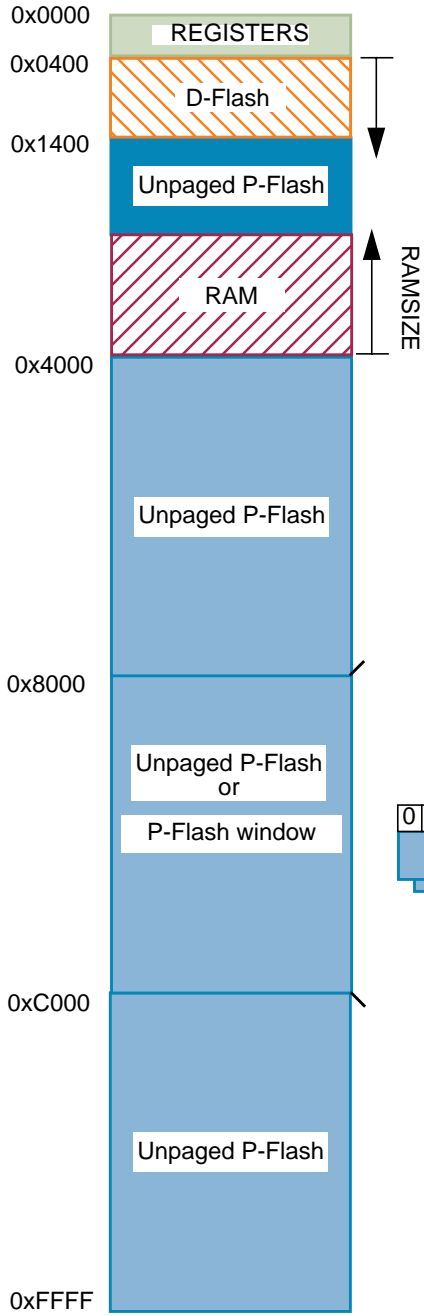 0x0000
REGISTERS
0x0400
D-Flash
0x1400
Unpaged P-Flash
RAM
RAMSIZE
0x4000
Unpaged P-Flash
0x8000
Unpaged P-Flash
or
P-Flash window
0
0xC000
Unpaged P-Flash
0xFFFF